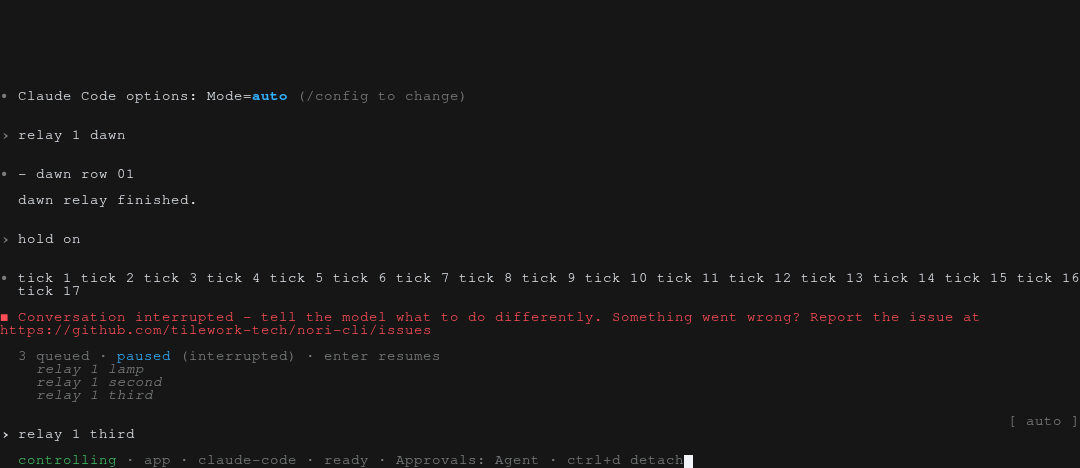 • Claude Code options: Mode=auto (/config to change)
› relay 1 dawn
• - dawn row 01
dawn relay finished.
› hold on
• tick 1 tick 2 tick 3 tick 4 tick 5 tick 6 tick 7 tick 8 tick 9 tick 10 tick 11 tick 12 tick 13 tick 14 tick 15 tick 16
tick 17
■ Conversation interrupted - tell the model what to do differently. Something went wrong? Report the issue at
https://github.com/tilework-tech/nori-cli/issues
3 queued · paused (interrupted) · enter resumes
relay 1 lamp
relay 1 second
relay 1 third
[ auto ]
› relay 1 third
controlling · app · claude-code · ready · Approvals: Agent · ctrl+d detach